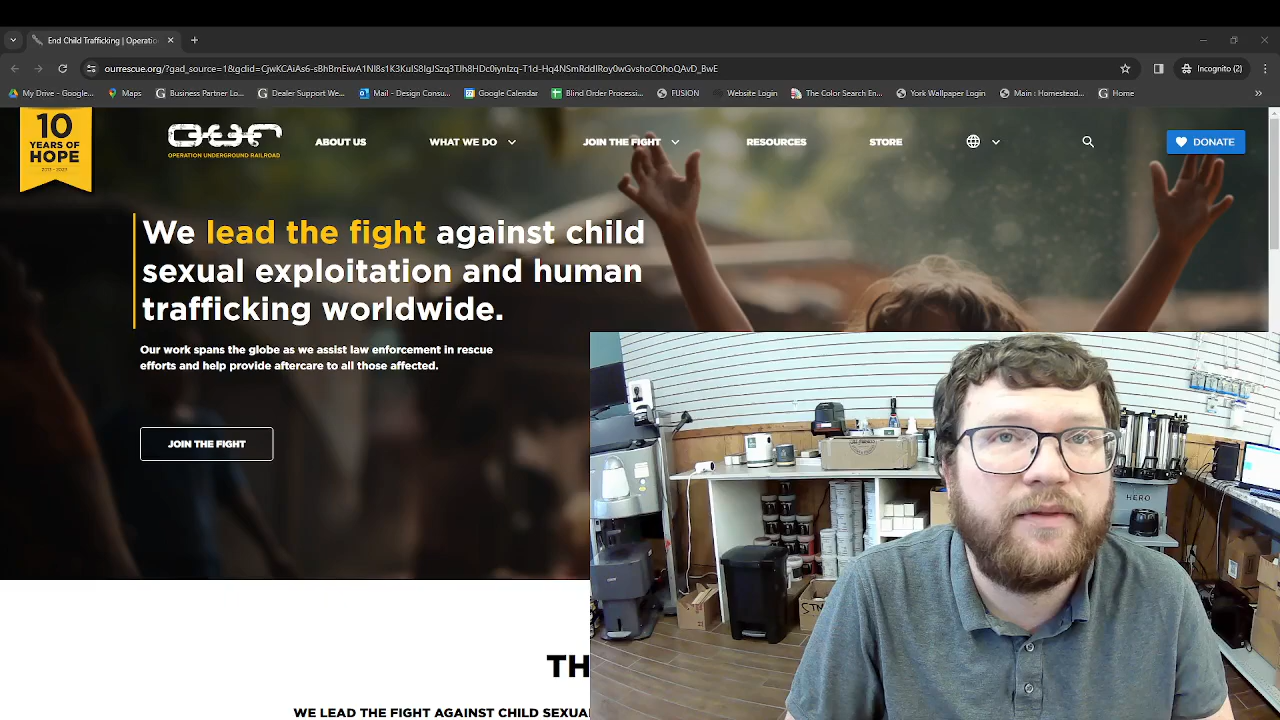 End Child Trafficking | Operatio
ourrescue.org/?gad_source=1&gclid=CjwKCAiAs6-sBhBmEiwA1Nl8s1K3KuIS8IgJSzq3TJh8HDc0iynIzq-T1d-Hq4NSmRddIRoy0wGvshoCOhoQAvD_BwE
Incognito (2)
My Drive - Google...
Maps
Business Partner Lo...
Dealer Support We...
Mail - Design Consu...
Google Calendar
Blind Order Processi...
FUSION
Website Login
The Color Search En...
York Wallpaper Login
Main : Homestead...
Home
10
YEARS OF
HOPE
2013 - 2023
O.U.R.
OPERATION UNDERGROUND RAILROAD
ABOUT US
WHAT WE DO
JOIN THE FIGHT
RESOURCES
STORE
DONATE
We lead the fight against child
sexual exploitation and human
trafficking worldwide.
Our work spans the globe as we assist law enforcement in rescue
efforts and help provide aftercare to all those affected.
JOIN THE FIGHT
HERO
TH
WE LEAD THE FIGHT AGAINST CHILD SEXUA